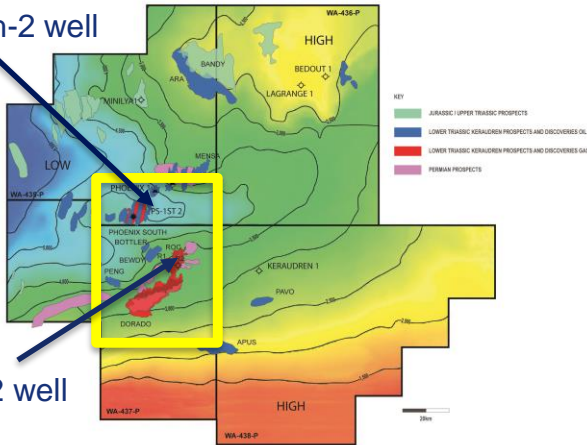 n-2 well
WA-436-P
HIGH
BANDY
ARA
BEDOUT 1
LAGRANGE 1
MINILYA 1
KEY
JURASSIC / UPPER TRIASSIC PROSPECTS
LOWER TRIASSIC KERAUDREN PROSPECTS AND DISCOVERIES OIL
LOWER TRIASSIC KERAUDREN PROSPECTS AND DISCOVERIES GAS
PERMIAN PROSPECTS
LOW
MENSA
WA-435-P
PHOENIX
PS-1ST 2
PHOENIX SOUTH
BOTTLER
ROC
BEWDY
R1
KERAUDREN 1
PENG
PAVO
DORADO
APUS
2 well
HIGH
WA-437-P
WA-438-P
20km